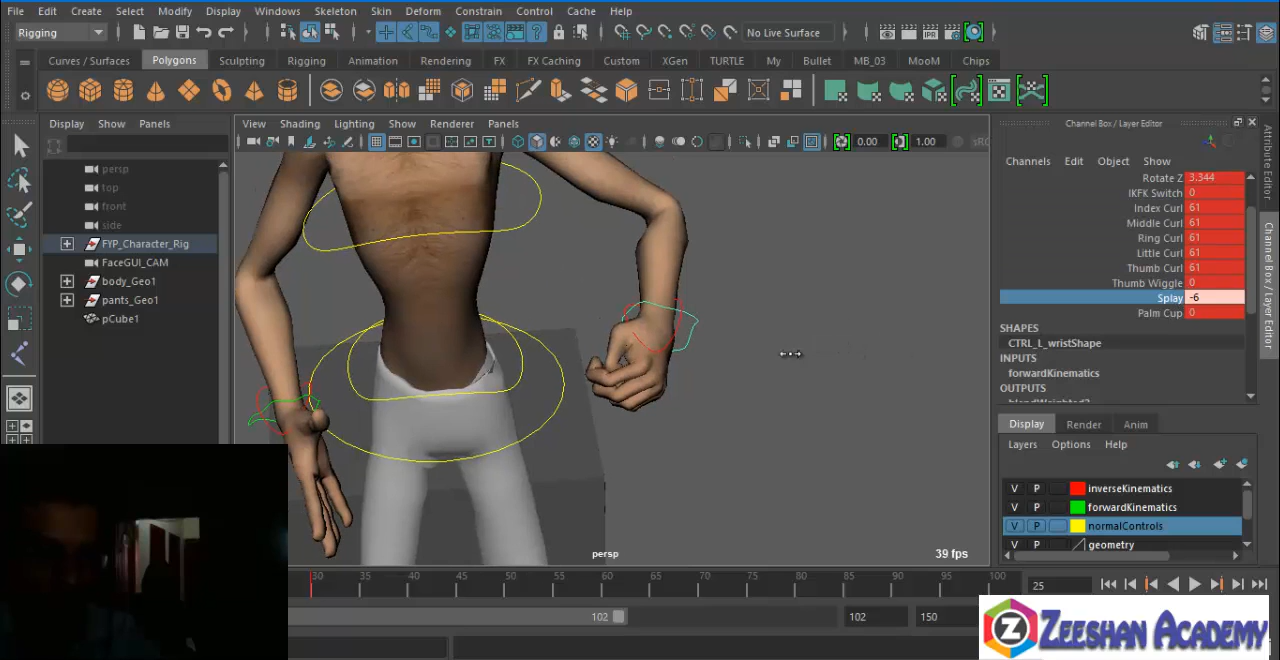 File Edit Create Select Modify Display Windows Skeleton Skin Deform Constrain Control Cache Help
Rigging No Live Surface
Curves / Surfaces Polygons Sculpting Rigging Animation Rendering FX FX Caching Custom XGen TURTLE My Bullet MB_03 MooM Chips
Display Show Panels
View Shading Lighting Show Renderer Panels
0.00 1.00
persp
top
front
side
FYP_Character_Rig
FaceGUI_CAM
body_Geo1
pants_Geo1
pCube1
persp
39 fps
Channel Box / Layer Editor
Channels Edit Object Show
Rotate Z 3.344
IKFK Switch 0
Index Curl 61
Middle Curl 61
Ring Curl 61
Little Curl 61
Thumb Curl 61
Thumb Wiggle 0
Splay -6
Palm Cup 0
SHAPES
CTRL_L_wristShape
INPUTS
forwardKinematics
OUTPUTS
Display Render Anim
Layers Options Help
V P inverseKinematics
V P forwardKinematics
V P normalControls
V P geometry
Attribute Editor
Channel Box / Layer Editor
30 35 40 45 50 55 60 65 70 75 80 85 90 95 100
25
102 102 150
Z Zeeshan Academy